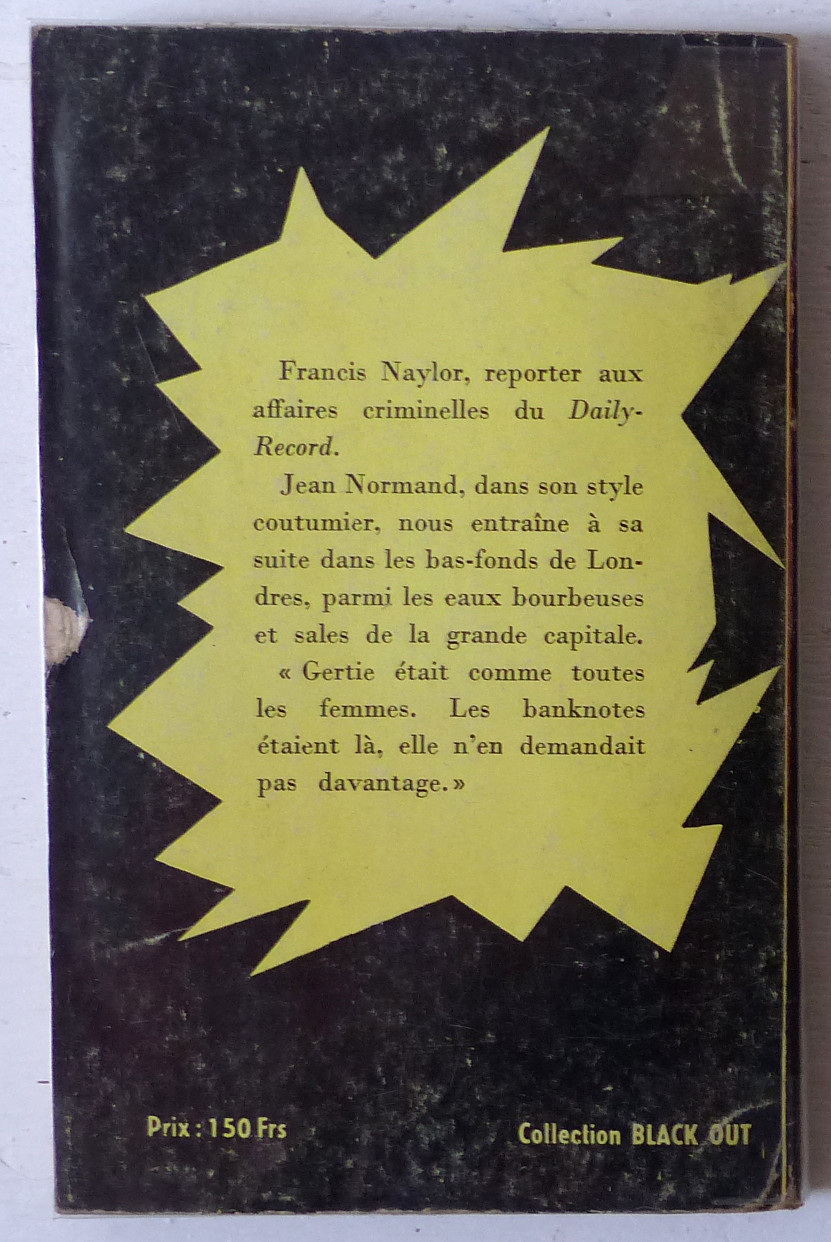 Francis Naylor, reporter aux
affaires criminelles du Daily-
Record.
Jean Normand, dans son style
coutumier, nous entraîne à sa
suite dans les bas-fonds de Lon-
dres, parmi les eaux bourbeuses
et sales de la grande capitale.
« Gertie était comme toutes
les femmes. Les banknotes
étaient là, elle n'en demandait
pas davantage.»
Prix : 150 Frs
Collection BLACK OUT